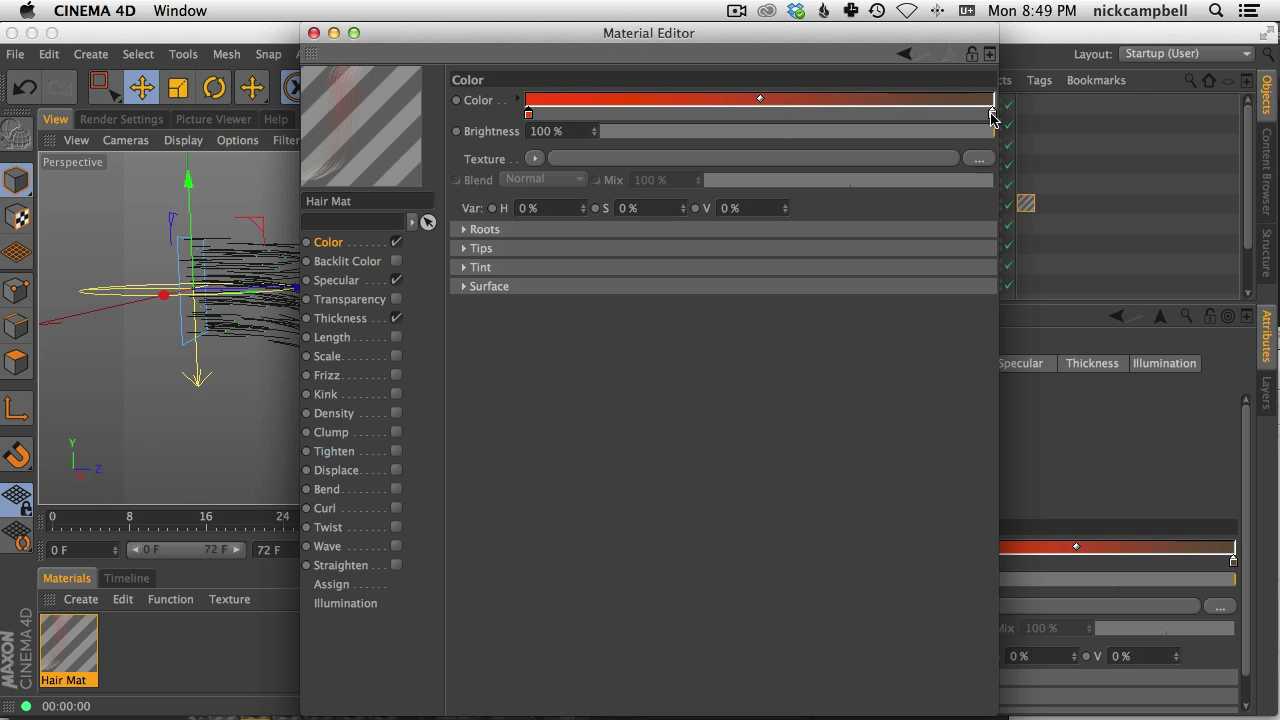 CINEMA 4D Window
Mon 8:49 PM nickcampbell
Material Editor
File Edit Create Select Tools Mesh Snap
Layout: Startup (User)
Tags Bookmarks
View Render Settings Picture Viewer Help
View Cameras Display Options Filter
Perspective
Color
Color . .
Brightness 100 %
Texture . .
...
Blend Normal Mix 100 %
Var: H 0 % S 0 % V 0 %
Roots
Tips
Tint
Surface
Hair Mat
Color
Backlit Color
Specular
Transparency
Thickness
Length
Scale
Frizz
Kink
Density
Clump
Tighten
Displace
Bend
Curl
Twist
Wave
Straighten
Assign
Illumination
Objects
Content Browser
Structure
Attributes
Layers
Specular Thickness Illumination
...
Mix 100 %
0 % V 0 %
Y
Z
X
0 8 16 24
0 F 0 F 72 F 72 F
Materials Timeline
Create Edit Function Texture
Hair Mat
MAXON
CINEMA 4D
00:00:00